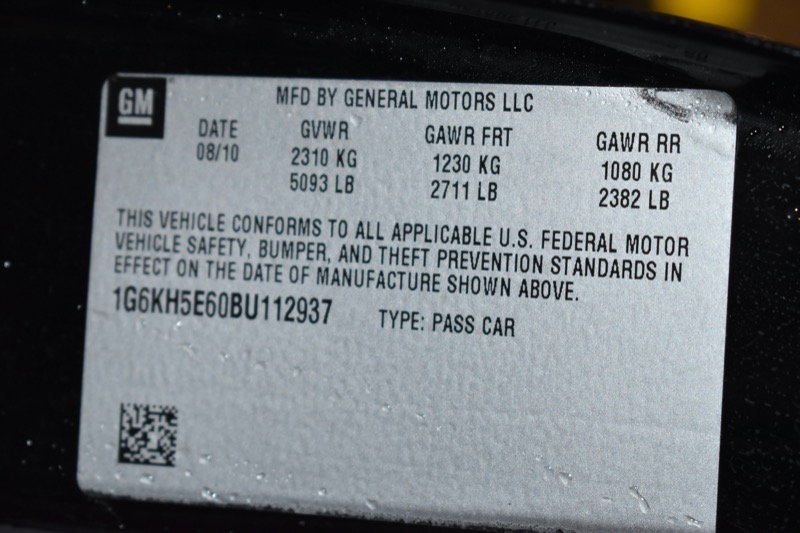 GM
MFD BY GENERAL MOTORS LLC
DATE GVWR GAWR FRT GAWR RR
08/10 2310 KG 1230 KG 1080 KG
5093 LB 2711 LB 2382 LB
THIS VEHICLE CONFORMS TO ALL APPLICABLE U.S. FEDERAL MOTOR
VEHICLE SAFETY, BUMPER, AND THEFT PREVENTION STANDARDS IN
EFFECT ON THE DATE OF MANUFACTURE SHOWN ABOVE.
1G6KH5E60BU112937 TYPE: PASS CAR